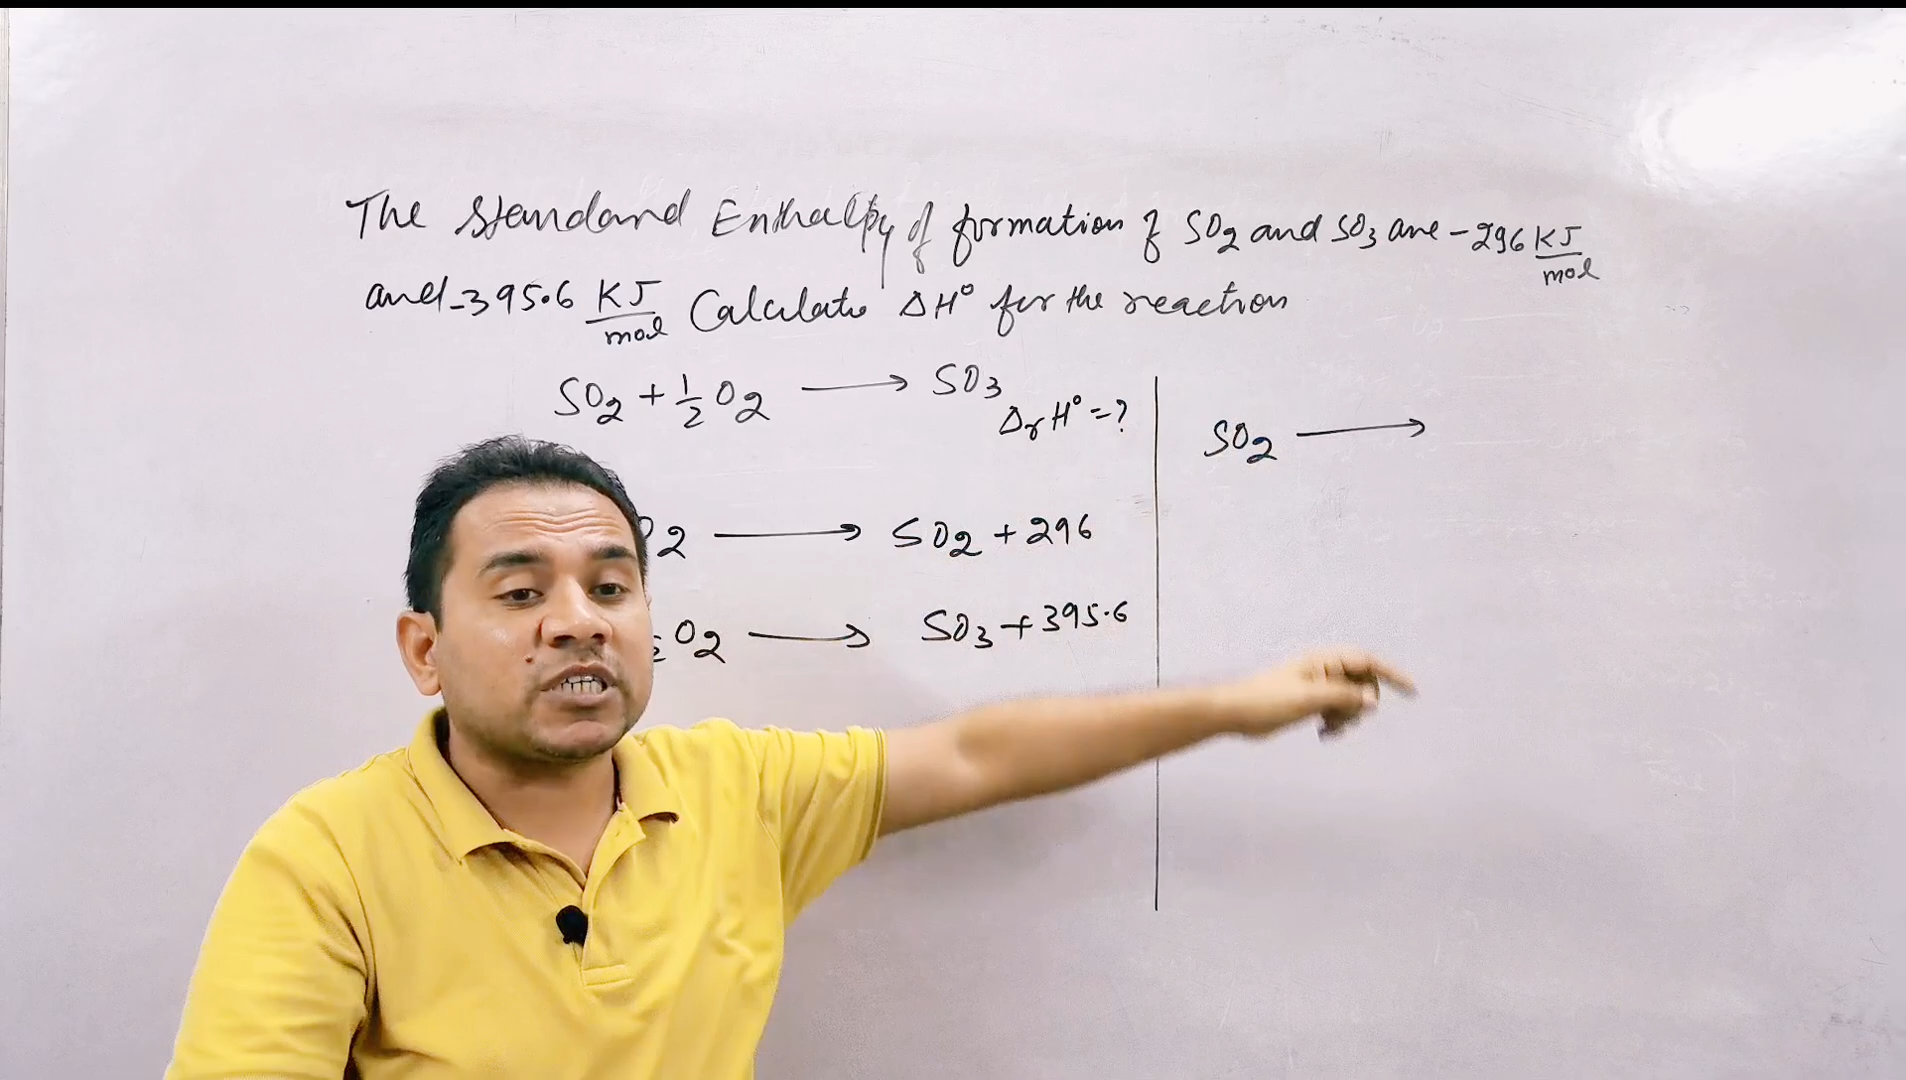 The standard Enthalpy of formation of SO2 and SO3 are -296 KJ/mol
and -395.6 KJ/mol Calculate ΔH° for the reaction
SO2 + 1/2 O2 → SO3
ΔrH° = ?
SO2 →
O2 → SO2 + 296
O2 → SO3 + 395.6